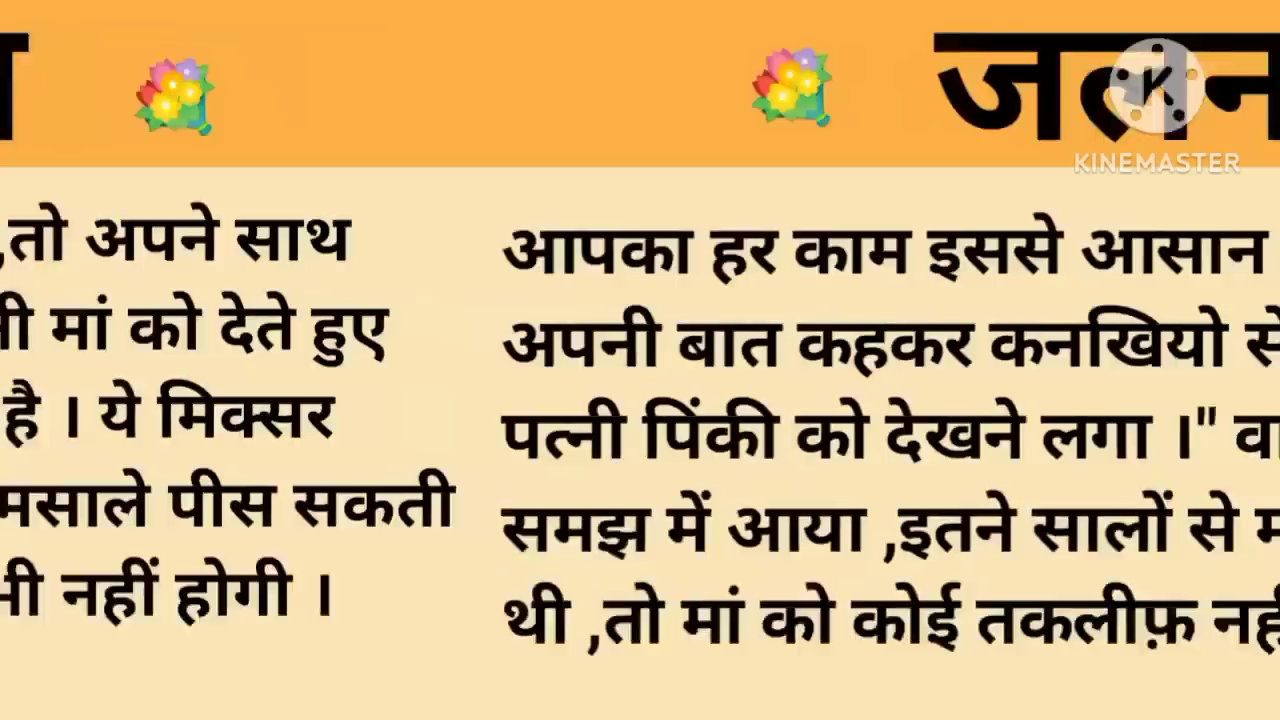 जलन
KINEMASTER
,तो अपने साथ
मां को देते हुए
है । ये मिक्सर
मसाले पीस सकती
नहीं होगी ।
आपका हर काम इससे आसान
अपनी बात कहकर कनखियो से
पत्नी पिंकी को देखने लगा ।"
समझ में आया ,इतने सालों से
थी ,तो मां को कोई तकलीफ़